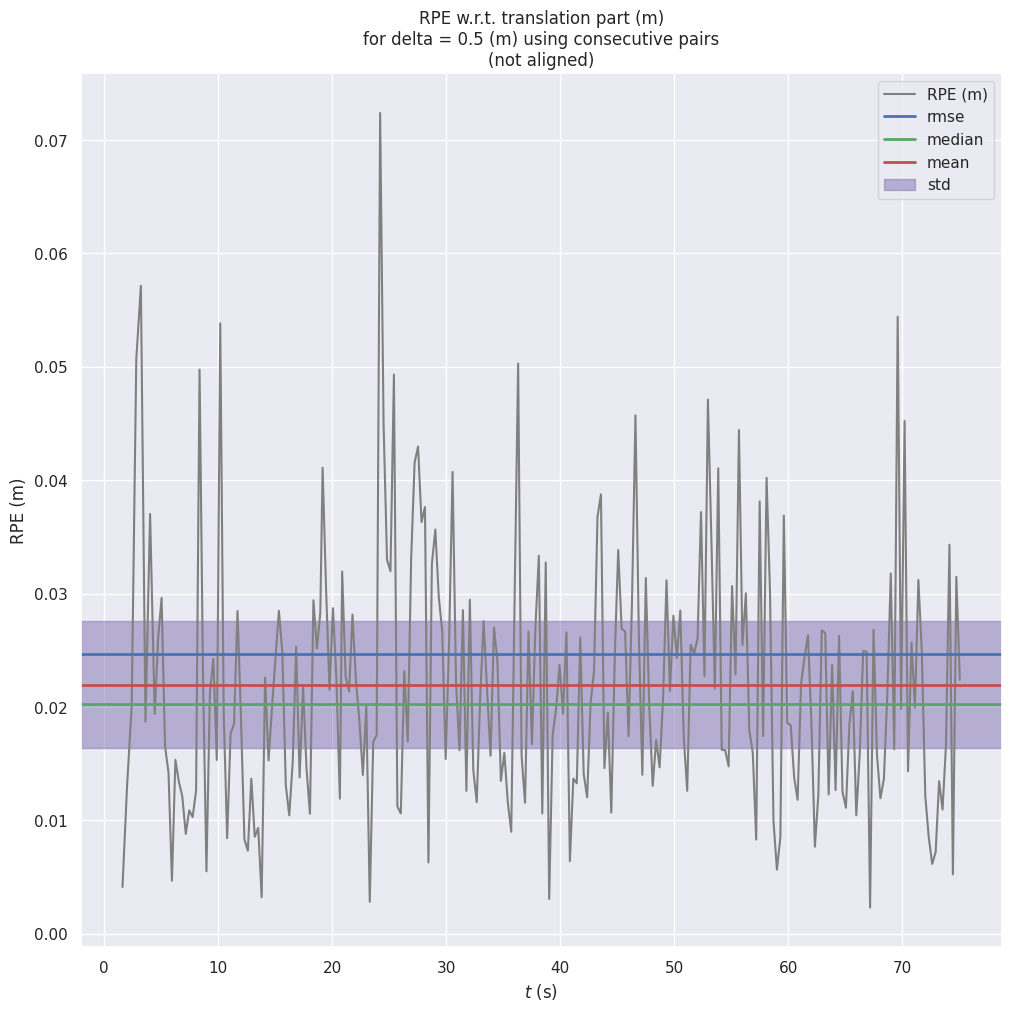 RPE w.r.t. translation part (m)
for delta = 0.5 (m) using consecutive pairs
(not aligned)
RPE (m)
rmse
median
mean
std
0.07
0.06
0.05
0.04
0.03
0.02
0.01
0.00
RPE (m)
0 10 20 30 40 50 60 70
t (s)